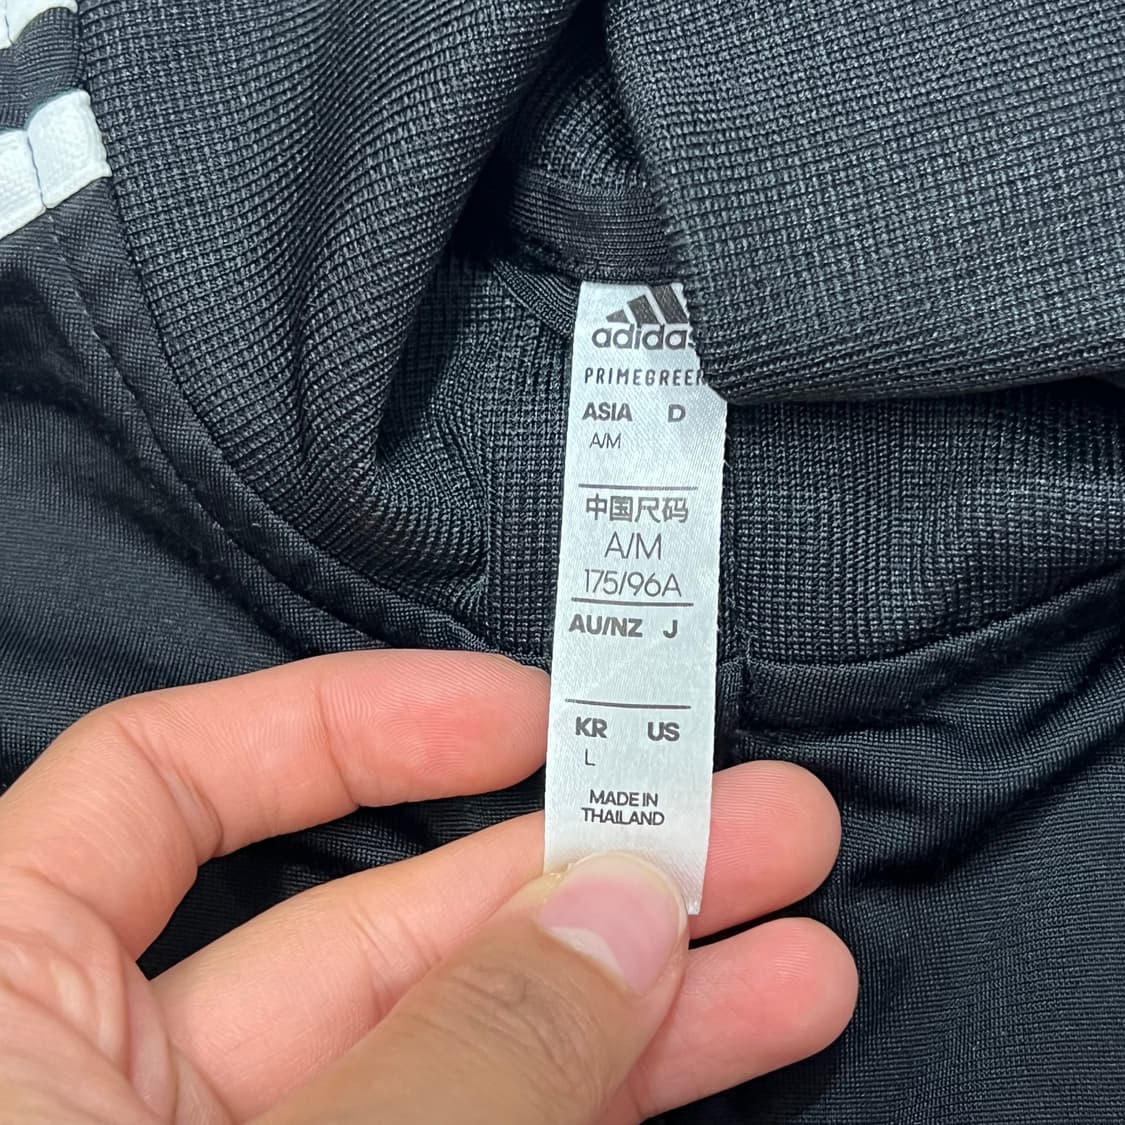 adidas
PRIMEGREEN
ASIA D
A/M
中国尺码
A/M
175/96A
AU/NZ J
KR US
L
MADE IN
THAILAND